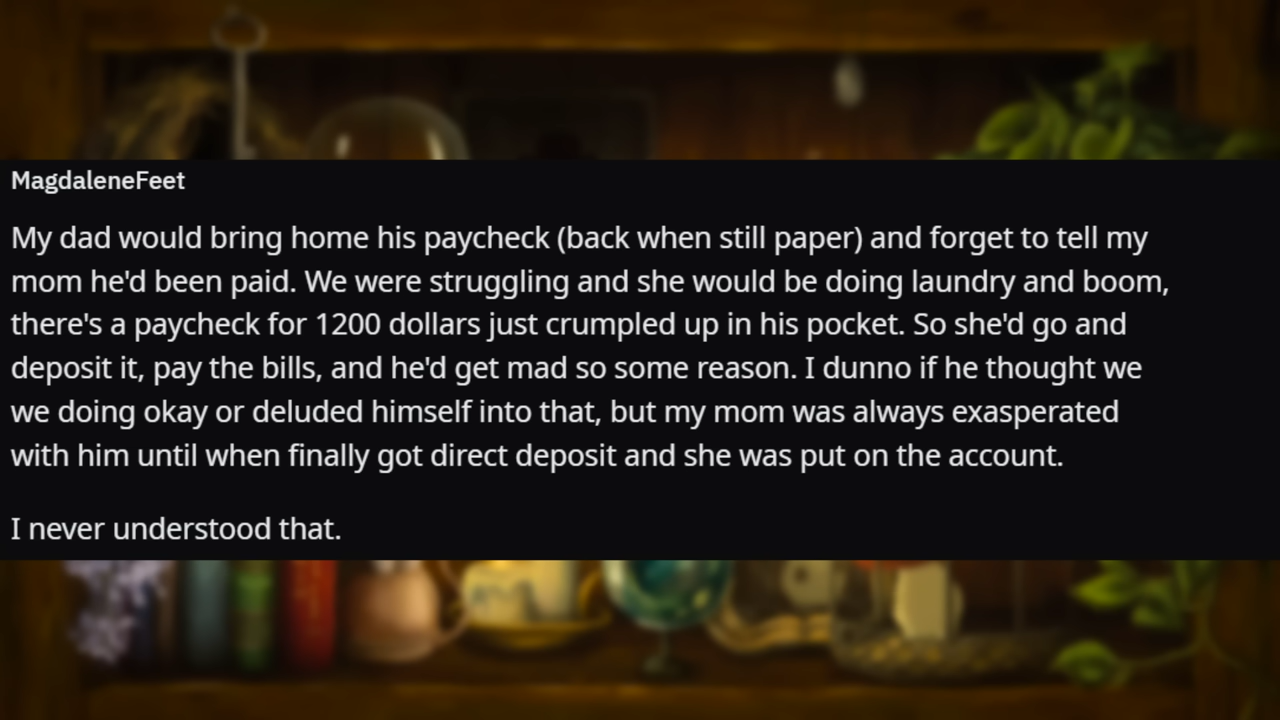 MagdaleneFeet
My dad would bring home his paycheck (back when still paper) and forget to tell my
mom he'd been paid. We were struggling and she would be doing laundry and boom,
there's a paycheck for 1200 dollars just crumpled up in his pocket. So she'd go and
deposit it, pay the bills, and he'd get mad so some reason. I dunno if he thought we
we doing okay or deluded himself into that, but my mom was always exasperated
with him until when finally got direct deposit and she was put on the account.
I never understood that.